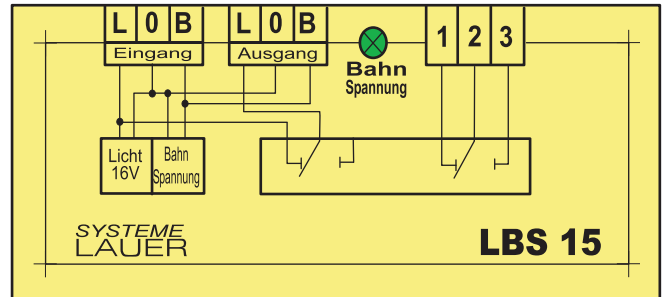 L 0 B L 0 B 1 2 3
Eingang Ausgang
Bahn
Spannung
Licht
16V
Bahn
Spannung
SYSTEME
LAUER
LBS 15